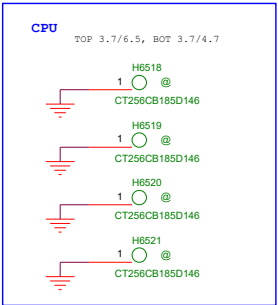 CPU
TOP 3.7/6.5, BOT 3.7/4.7
H6518
1 @
CT256CB185D146
H6519
1 @
CT256CB185D146
H6520
1 @
CT256CB185D146
H6521
1 @
CT256CB185D146